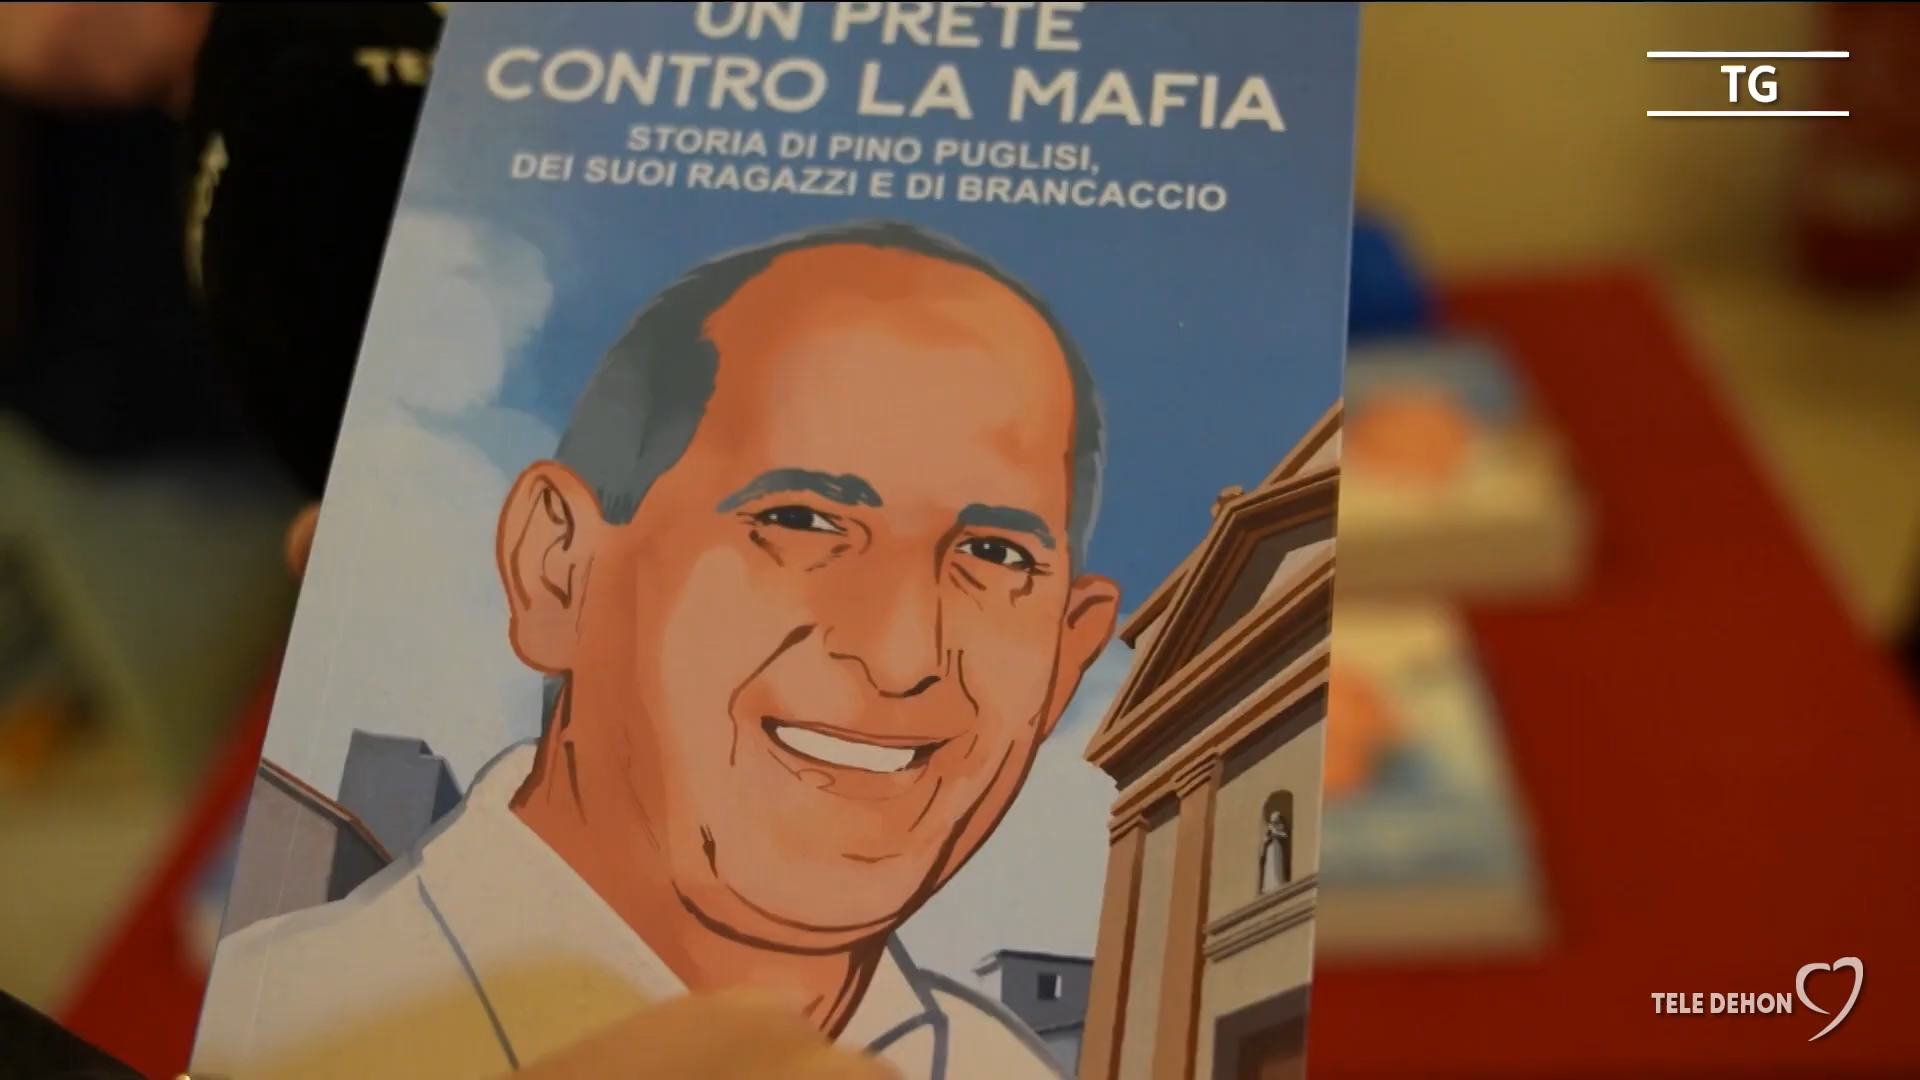 UN PRETE
CONTRO LA MAFIA
STORIA DI PINO PUGLISI,
DEI SUOI RAGAZZI E DI BRANCACCIO
TG
TELE DEHON